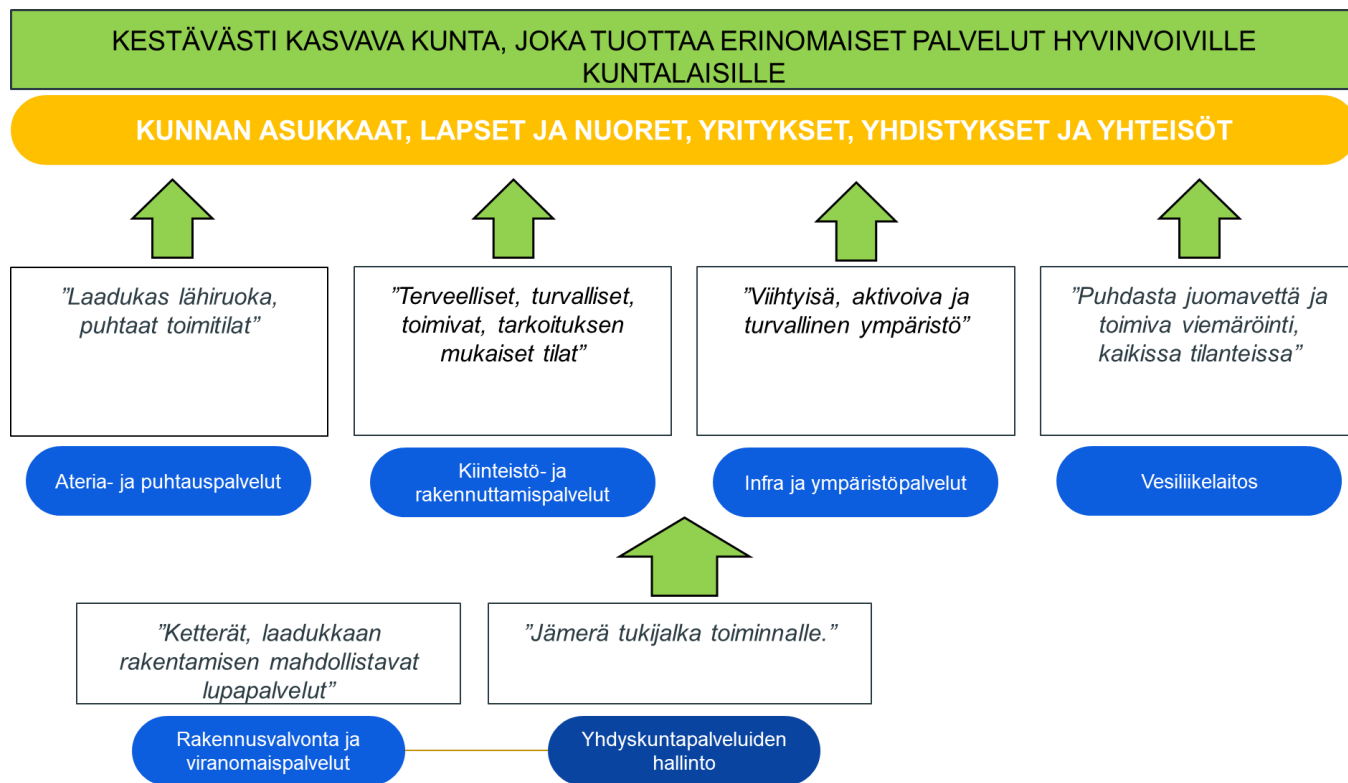 KESTÄVÄSTI KASVAVA KUNTA, JOKA TUOTTAA ERINOMAISET PALVELUT HYVINVOIVILLE
KUNTALAISILLE
KUNNAN ASUKKAAT, LAPSET JA NUORET, YRITYKSET, YHDISTYKSET JA YHTEISÖT
”Laadukas lähiruoka,
puhtaat toimitilat”
”Terveelliset, turvalliset,
toimivat, tarkoituksen
mukaiset tilat”
”Viihtyisä, aktivoiva ja
turvallinen ympäristö”
”Puhdasta juomavettä ja
toimiva viemäröinti,
kaikissa tilanteissa”
Ateria- ja puhtauspalvelut
Kiinteistö- ja
rakennuttamispalvelut
Infra ja ympäristöpalvelut
Vesiliikelaitos
”Ketterät, laadukkaan
rakentamisen mahdollistavat
lupapalvelut”
”Jämerä tukijalka toiminnalle.”
Rakennusvalvonta ja
viranomaispalvelut
Yhdyskuntapalveluiden
hallinto